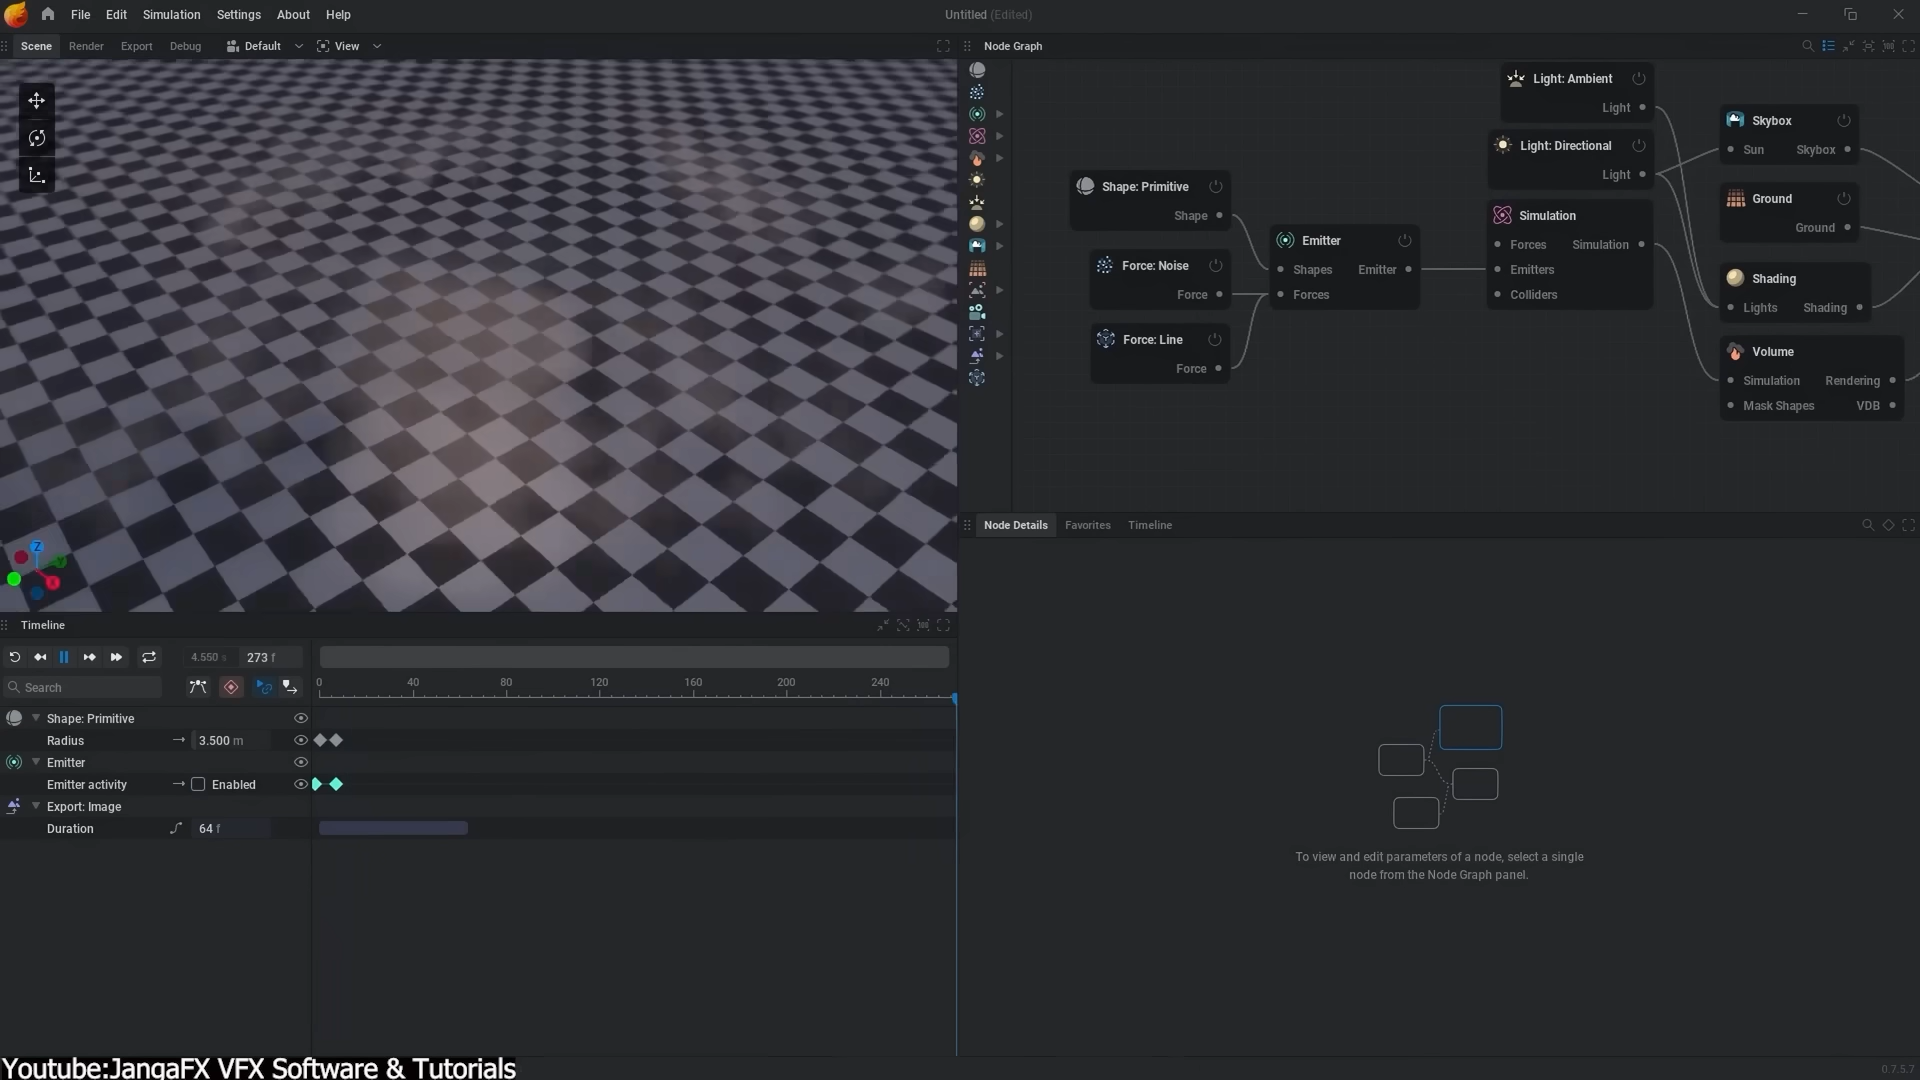 File Edit Simulation Settings About Help
Untitled (Edited)
Scene Render Export Debug Default View
Node Graph
Light: Ambient
Light
Light: Directional
Light
Skybox
Sun Skybox
Shape: Primitive
Shape
Ground
Ground
Simulation
Forces Simulation
Emitters
Colliders
Emitter
Shapes Emitter
Forces
Force: Noise
Force
Shading
Lights Shading
Force: Line
Force
Volume
Simulation Rendering
Mask Shapes VDB
Z
Y
X
Node Details Favorites Timeline
To view and edit parameters of a node, select a single
node from the Node Graph panel.
Timeline
4.550 s 273 f
Search
0 40 80 120 160 200 240
Shape: Primitive
Radius 3.500 m
Emitter
Emitter activity Enabled
Export: Image
Duration 64 f
Youtube:JangaFX VFX Software & Tutorials
0.7.5.7